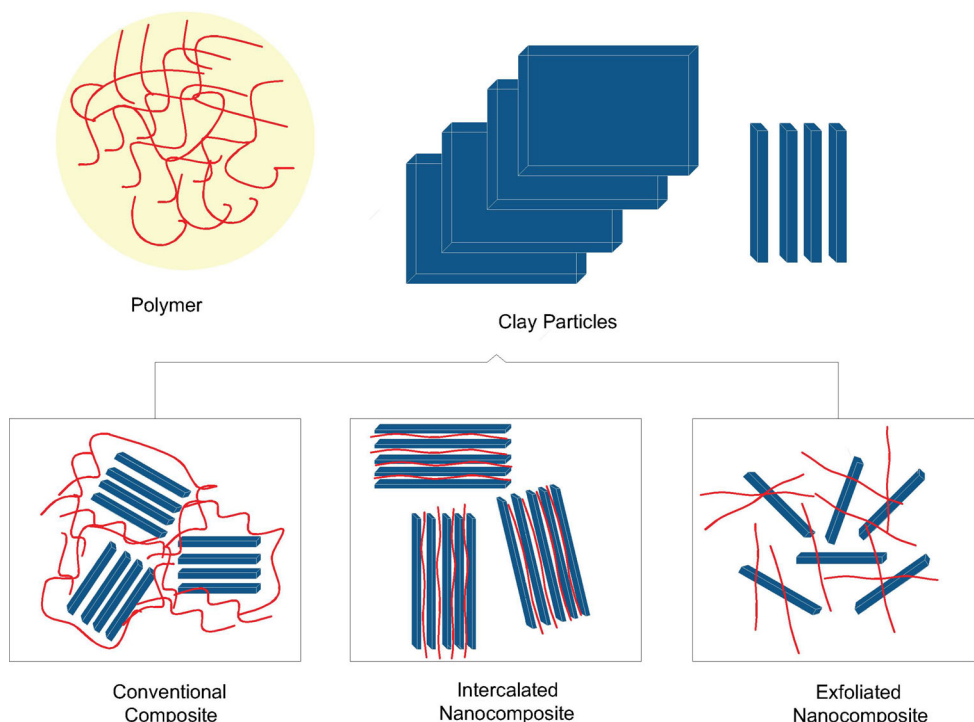 Polymer
Clay Particles
Conventional
Composite
Intercalated
Nanocomposite
Exfoliated
Nanocomposite